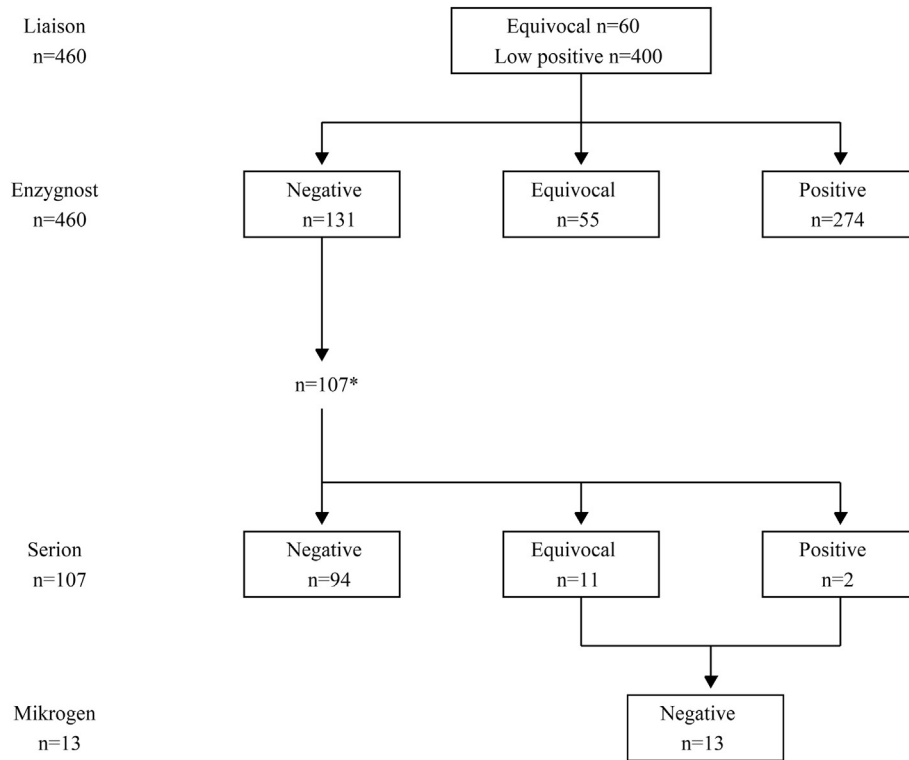 Liaison
n=460
Equivocal n=60
Low positive n=400
Enzygnost
n=460
Negative
n=131
Equivocal
n=55
Positive
n=274
n=107*
Serion
n=107
Negative
n=94
Equivocal
n=11
Positive
n=2
Mikrogen
n=13
Negative
n=13